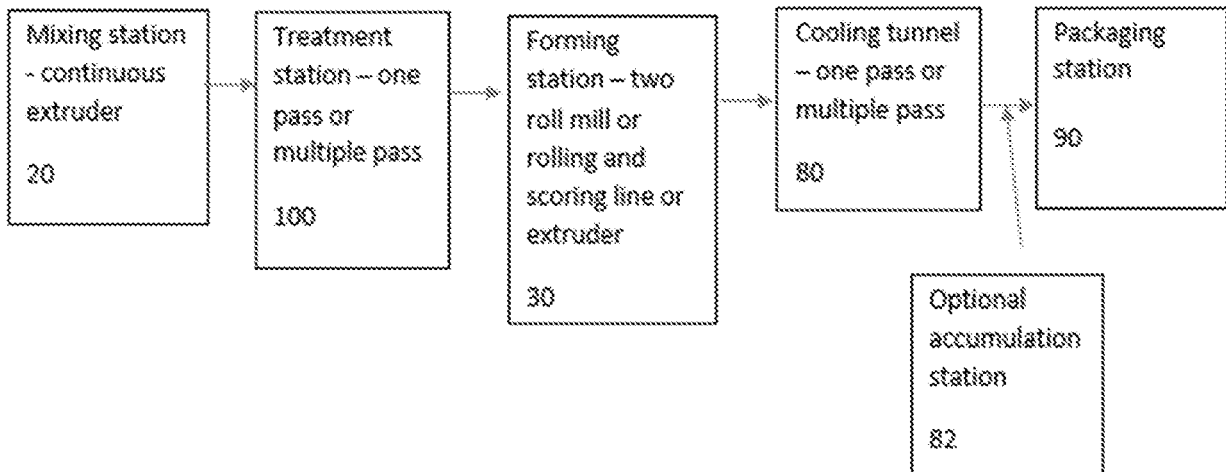 Mixing station
- continuous
extruder
20
Treatment
station – one
pass or
multiple pass
100
Forming
station – two
roll mill or
rolling and
scoring line or
extruder
30
Cooling tunnel
– one pass or
multiple pass
80
Packaging
station
90
Optional
accumulation
station
82